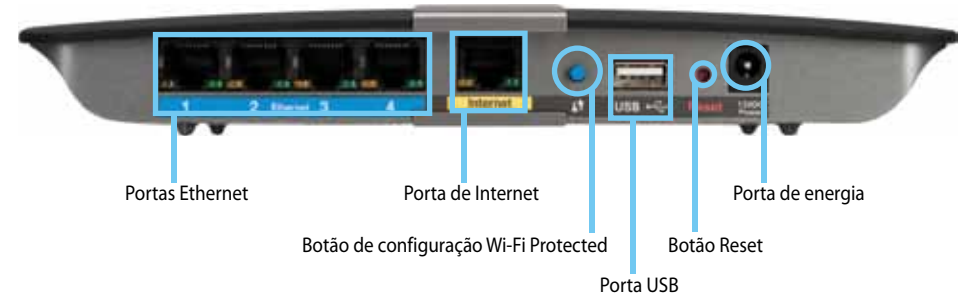 1 2 Ethernet 3 4
Internet
USB
Reset
12VDC
Portas Ethernet
Porta de Internet
Porta de energia
Botão de configuração Wi-Fi Protected
Botão Reset
Porta USB